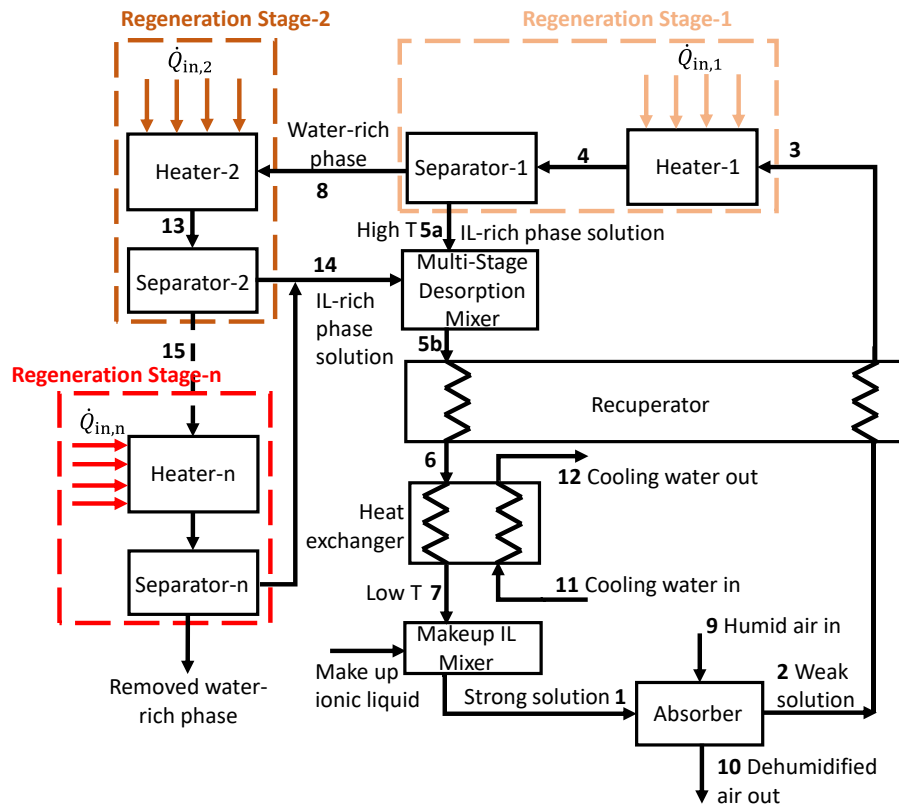 Regeneration Stage-2
Regeneration Stage-1
Q̇in,2
Q̇in,1
Water-rich
phase
8
Heater-2
Separator-1
4
Heater-1
3
13
High T 5a
IL-rich phase solution
Separator-2
14
IL-rich
phase
solution
Multi-Stage
Desorption
Mixer
15
5b
Regeneration Stage-n
Q̇in,n
Recuperator
Heater-n
6
12 Cooling water out
Heat
exchanger
Separator-n
Low T 7
11 Cooling water in
Makeup IL
Mixer
9 Humid air in
Make up
ionic liquid
2 Weak
solution
Removed water-
rich phase
Strong solution 1
Absorber
10 Dehumidified
air out